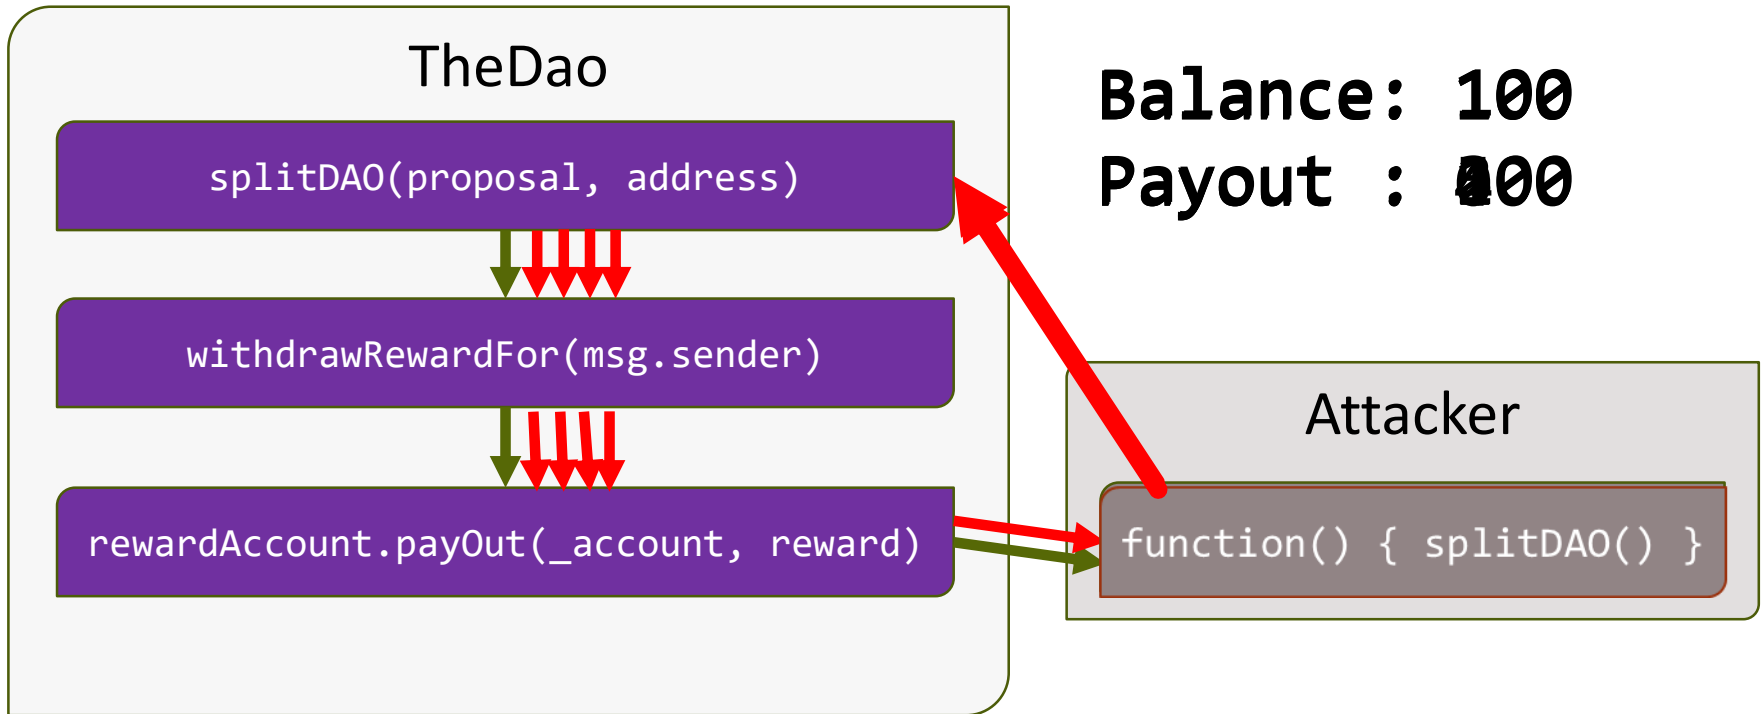 TheDao
splitDAO(proposal, address)
withdrawRewardFor(msg.sender)
rewardAccount.payOut(_account, reward)
Balance: 100
Payout :
Attacker
function() { splitDAO() }